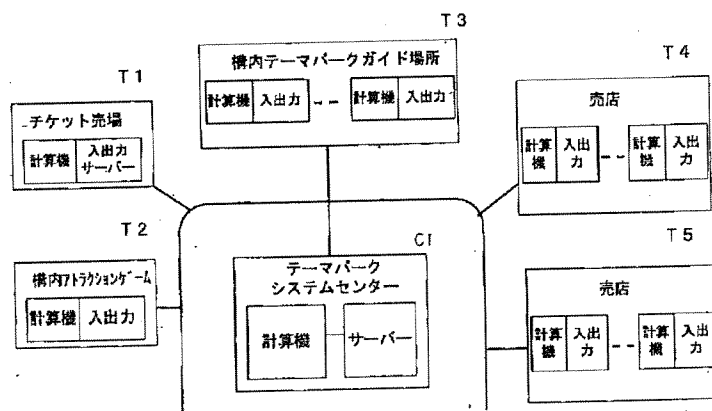 T1
チケット売場
計算機
入出力
サーバー
T2
構内アトラクションゲーム
計算機
入出力
T3
構内テーマパークガイド場所
計算機
入出力
計算機
入出力
T4
売店
計算
機
入出
力
計算
機
入出
力
T5
売店
計算
機
入出
力
計算
機
入出
力
C1
テーマパーク
システムセンター
計算機
サーバー